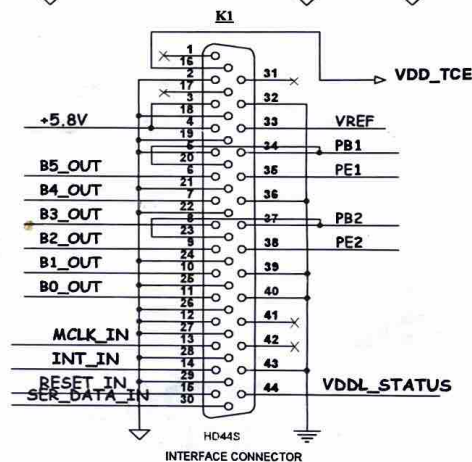 K1
1
16
2
17
3
18
4
19
5
20
6
21
7
22
8
23
9
24
10
25
11
26
12
27
13
28
14
29
15
30
31
32
33
34
35
36
37
38
39
40
41
42
43
44
VDD_TCE
+5.8V
VREF
PB1
B5_OUT
PE1
B4_OUT
B3_OUT
PB2
B2_OUT
PE2
B1_OUT
B0_OUT
MCLK_IN
INT_IN
RESET_IN
SER_DATA_IN
VDDL_STATUS
HD44S
INTERFACE CONNECTOR